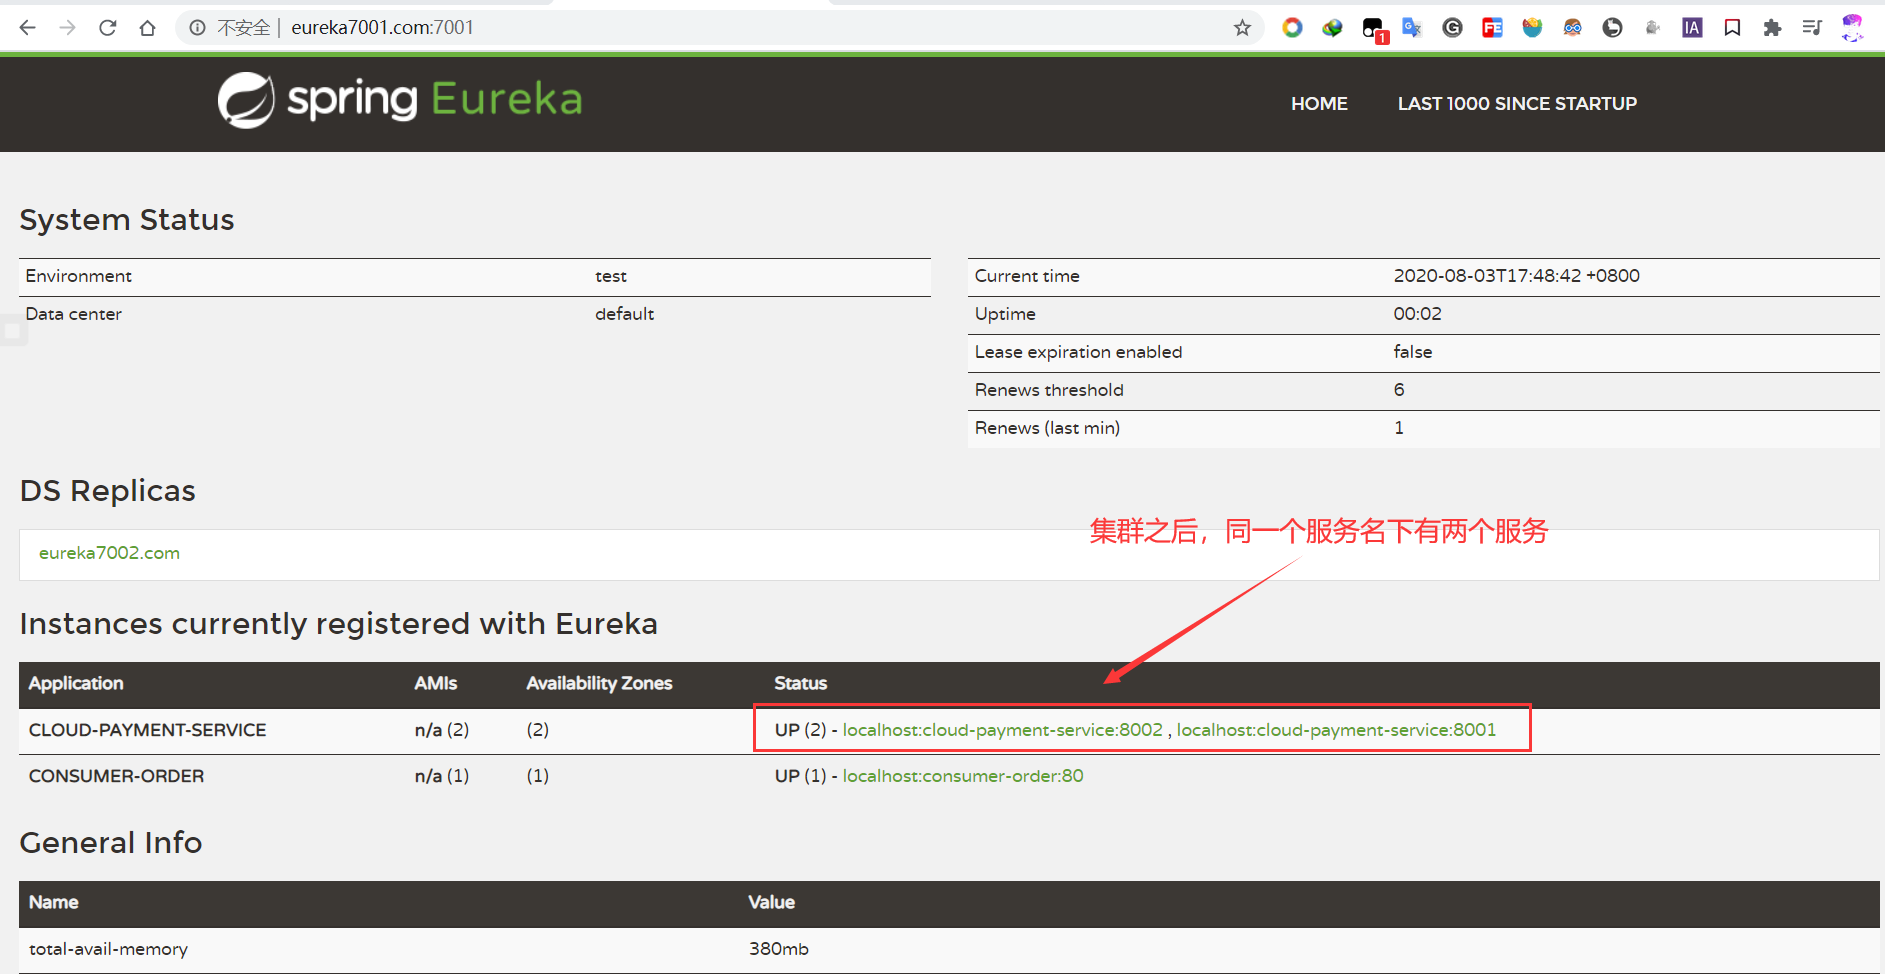 不安全 | eureka7001.com:7001
1
G
FE
IA
spring Eureka
HOME LAST 1000 SINCE STARTUP
System Status
Environment test
Data center default
Current time 2020-08-03T17:48:42 +0800
Uptime 00:02
Lease expiration enabled false
Renews threshold 6
Renews (last min) 1
DS Replicas
集群之后，同一个服务名下有两个服务
eureka7002.com
Instances currently registered with Eureka
Application AMIs Availability Zones Status
CLOUD-PAYMENT-SERVICE n/a (2) (2) UP (2) - localhost:cloud-payment-service:8002 , localhost:cloud-payment-service:8001
CONSUMER-ORDER n/a (1) (1) UP (1) - localhost:consumer-order:80
General Info
Name Value
total-avail-memory 380mb